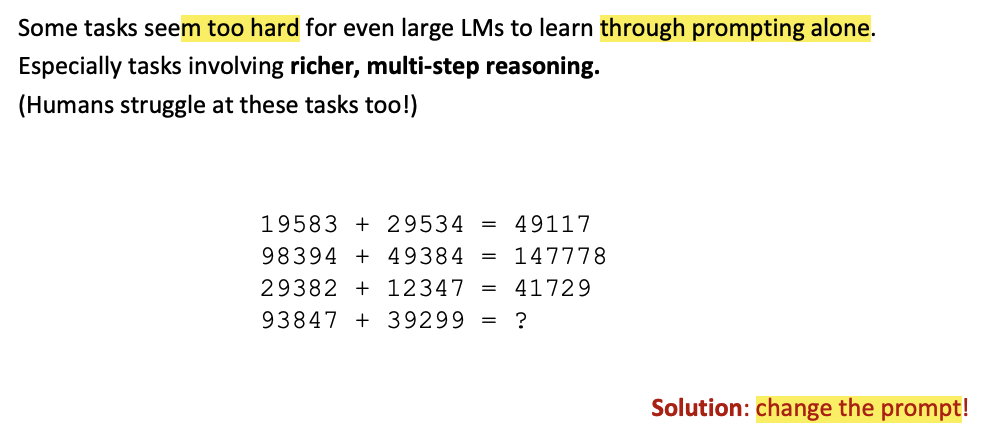 Some tasks seem too hard for even large LMs to learn through prompting alone.
Especially tasks involving richer, multi-step reasoning.
(Humans struggle at these tasks too!)
19583 + 29534 = 49117
98394 + 49384 = 147778
29382 + 12347 = 41729
93847 + 39299 = ?
Solution: change the prompt!